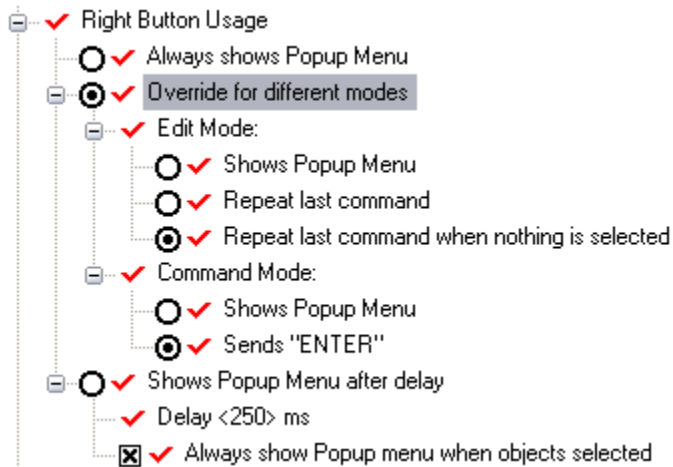 Right Button Usage
Always shows Popup Menu
Override for different modes
Edit Mode:
Shows Popup Menu
Repeat last command
Repeat last command when nothing is selected
Command Mode:
Shows Popup Menu
Sends "ENTER"
Shows Popup Menu after delay
Delay <250> ms
Always show Popup menu when objects selected